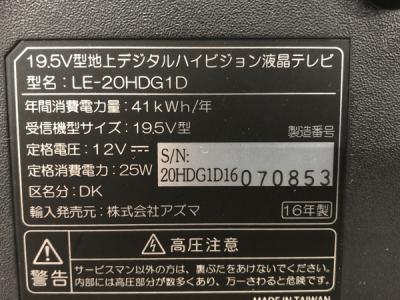 19.5V型地上デジタルハイビジョン液晶テレビ
型名：LE-20HDG1D
年間消費電力量：41kWh/年
受信機型サイズ：19.5V型
製造番号
定格電圧：12V⎓
S/N:
定格消費電力：25W
20HDG1D16 070853
区名分：DK
輸入発売元：株式会社アズマ
16年製
警告
高圧注意
サービスマン以外の方は、裏ぶたをあけないでください。
内部には高圧部分が数多くあり、万一さわると危険です。
MADE IN TAIWAN